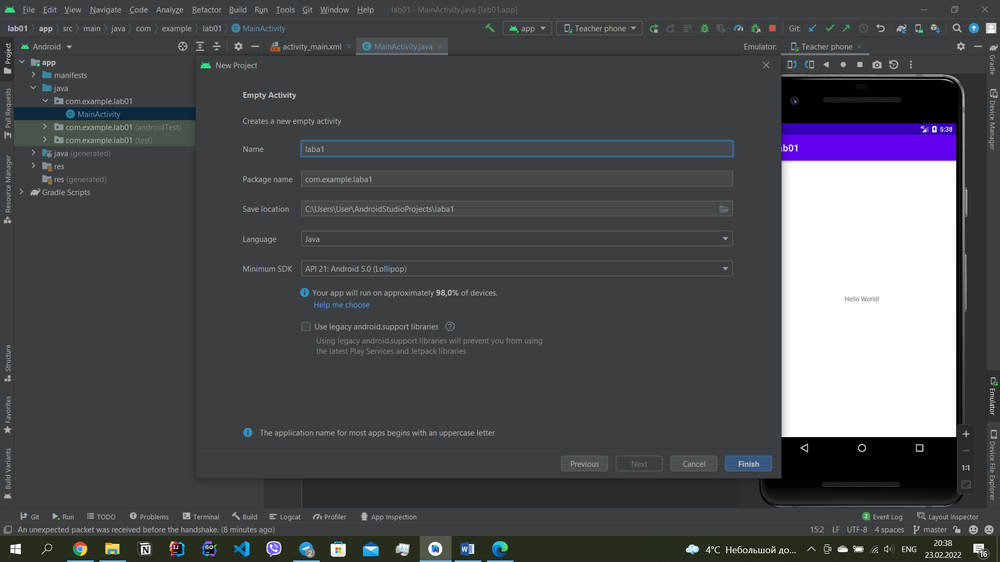 File Edit View Navigate Code Analyze Refactor Build Run Tools Git Window Help lab01 - MainActivity.java [lab01.app]
lab01 app src main java com example lab01 MainActivity app Teacher phone Git:
Android activity_main.xml MainActivity.java Emulator: Teacher phone
Project
Pull Requests
Resource Manager
Structure
Favorites
Build Variants
app
manifests
java
com.example.lab01
MainActivity
com.example.lab01 (androidTest)
com.example.lab01 (test)
java (generated)
res
res (generated)
Gradle Scripts
New Project
Empty Activity
Creates a new empty activity
Name laba1
Package name com.example.laba1
Save location C:\Users\User\AndroidStudioProjects\laba1
Language Java
Minimum SDK API 21: Android 5.0 (Lollipop)
Your app will run on approximately 98,0% of devices.
Help me choose
Use legacy android.support libraries ?
Using legacy android.support libraries will prevent you from using
the latest Play Services and Jetpack libraries
The application name for most apps begins with an uppercase letter
Previous Next Cancel Finish
4G 5:38
ab01
Hello World!
1:1
Gradle
Device Manager
Emulator
Device File Explorer
Git Run TODO Problems Terminal Build Logcat Profiler App Inspection 2 Event Log Layout Inspector
An unexpected packet was received before the handshake. (8 minutes ago) 15:2 LF UTF-8 4 spaces master
4°C Небольшой до... ENG 20:38
23.02.2022
2
16